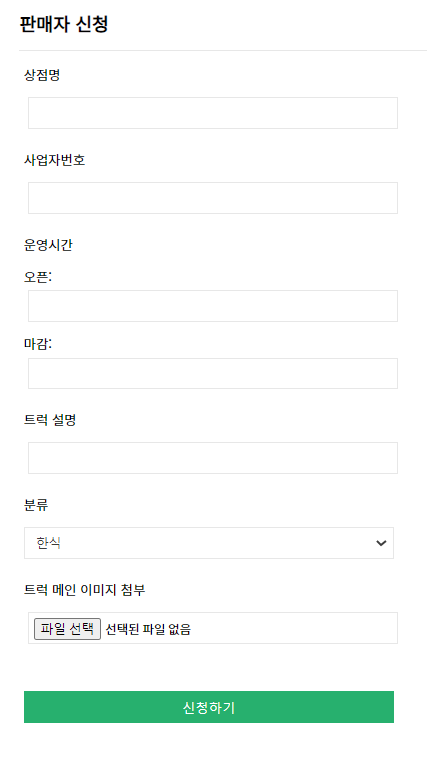 판매자 신청
상점명
사업자번호
운영시간
오픈:
마감:
트럭 설명
분류
한식
트럭 메인 이미지 첨부
파일 선택 선택된 파일 없음
신청하기